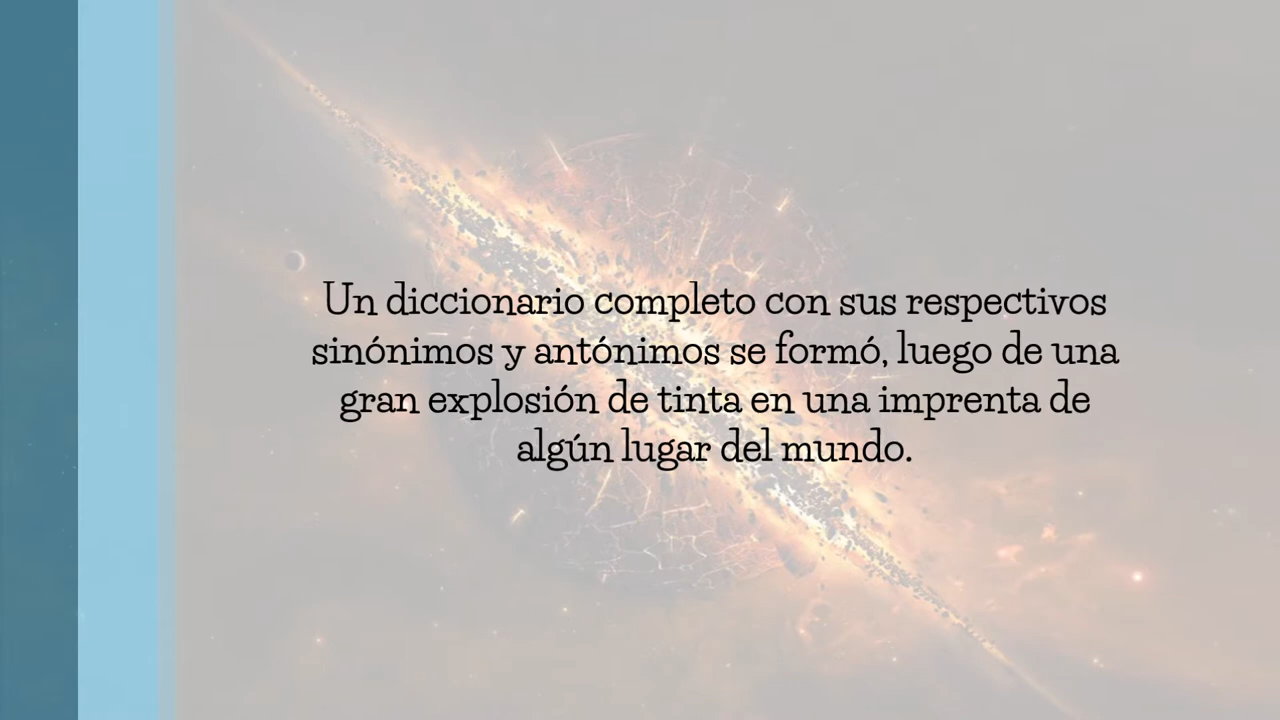 Un diccionario completo con sus respectivos
sinónimos y antónimos se formó, luego de una
gran explosión de tinta en una imprenta de
algún lugar del mundo.